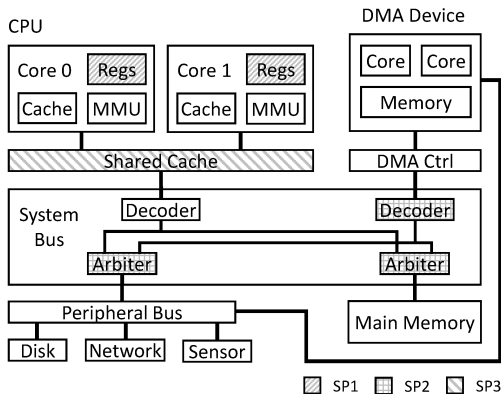 CPU
DMA Device
Core 0
Regs
Core 1
Regs
Core
Core
Cache
MMU
Cache
MMU
Memory
Shared Cache
DMA Ctrl
System
Bus
Decoder
Decoder
Arbiter
Arbiter
Peripheral Bus
Main Memory
Disk
Network
Sensor
SP1
SP2
SP3